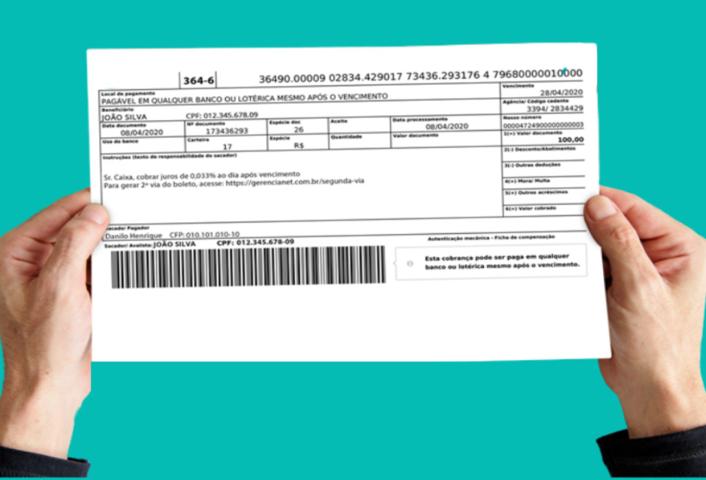 364-6 36490.00009 02834.429017 73436.293176 4 79680000010000
Local de pagamento Vencimento
PAGÁVEL EM QUALQUER BANCO OU LOTÉRICA MESMO APÓS O VENCIMENTO 28/04/2020
Beneficiário Agência/ Código cedente
JOÃO SILVA CPF: 012.345.678.09 3394/ 2834429
Data documento Nº documento Espécie doc Aceite Data processamento Nosso número
08/04/2020 173436293 26 08/04/2020 0000472490000000003
Uso do banco Carteira Espécie Quantidade Valor documento 1(+) Valor documento
17 R$ 100,00
Instruções (texto de responsabilidade do sacador) 2(-) Desconto/Abatimentos
3(-) Outras deduções
Sr. Caixa, cobrar juros de 0,033% ao dia após vencimento
Para gerar 2ª via do boleto, acesse: https://gerencianet.com.br/segunda-via
4(+) Mora/ Multa
5(+) Outros acréscimos
6(+) Valor cobrado
Sacador Pagador
Danilo Henrique CFP: 010.101.010-10
Sacador/ Avalista: JOÃO SILVA CPF: 012.345.678-09 Autenticação mecânica - Ficha de compensação
Esta cobrança pode ser paga em qualquer
banco ou lotérica mesmo após o vencimento.